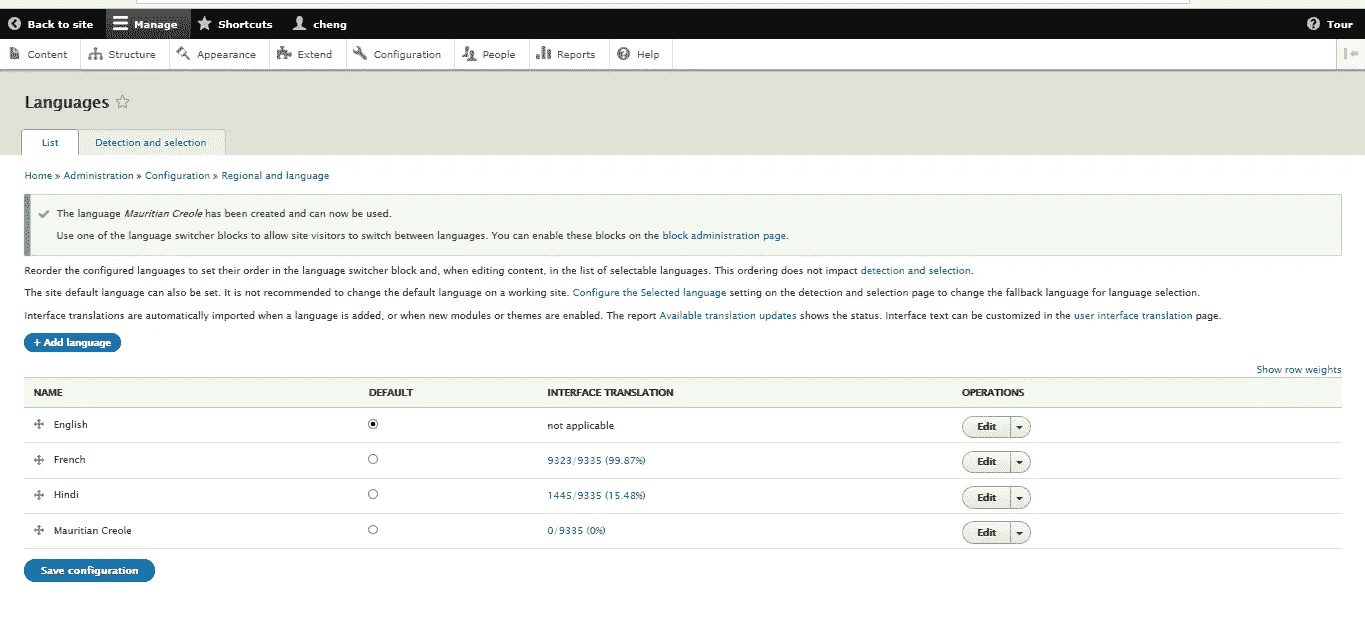 Back to site Manage Shortcuts cheng Tour
Content Structure Appearance Extend Configuration People Reports Help
Languages
List Detection and selection
Home » Administration » Configuration » Regional and language
The language Mauritian Creole has been created and can now be used.
Use one of the language switcher blocks to allow site visitors to switch between languages. You can enable these blocks on the block administration page.
Reorder the configured languages to set their order in the language switcher block and, when editing content, in the list of selectable languages. This ordering does not impact detection and selection.
The site default language can also be set. It is not recommended to change the default language on a working site. Configure the Selected language setting on the detection and selection page to change the fallback language for language selection.
Interface translations are automatically imported when a language is added, or when new modules or themes are enabled. The report Available translation updates shows the status. Interface text can be customized in the user interface translation page.
+ Add language
Show row weights
NAME DEFAULT INTERFACE TRANSLATION OPERATIONS
English not applicable Edit
French 9323/9335 (99.87%) Edit
Hindi 1445/9335 (15.48%) Edit
Mauritian Creole 0/9335 (0%) Edit
Save configuration